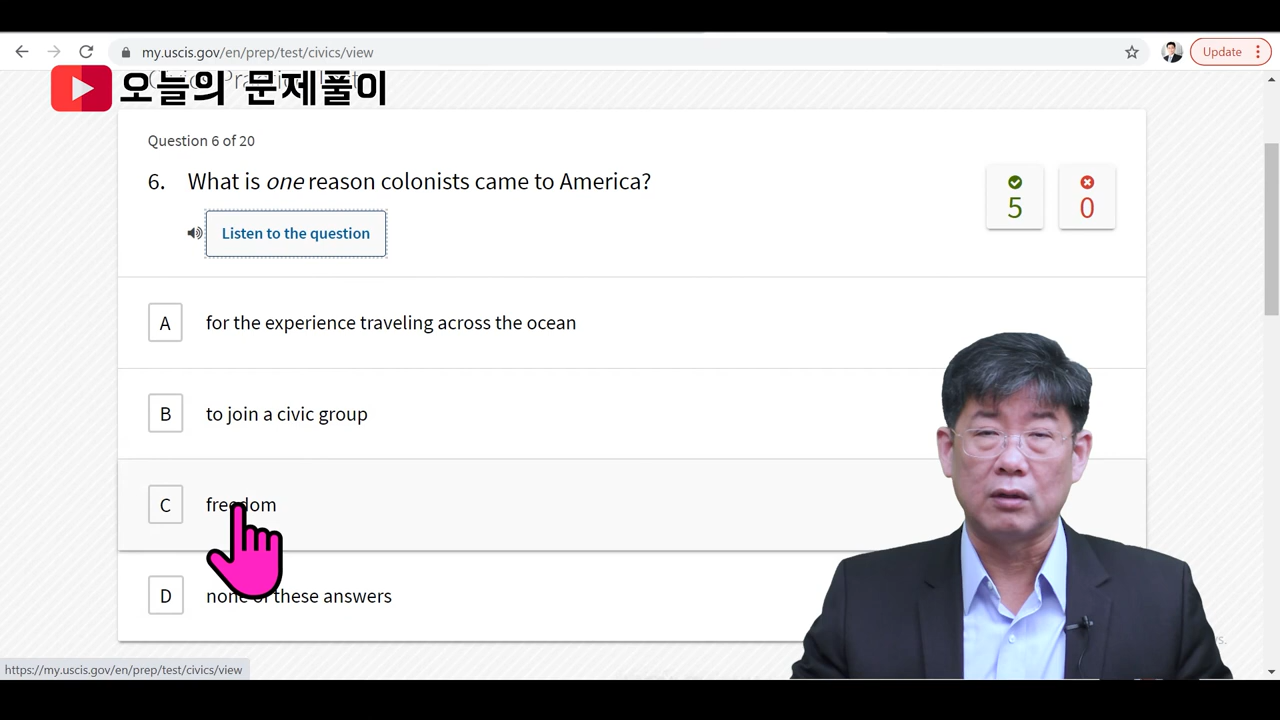 my.uscis.gov/en/prep/test/civics/view
Update
오늘의 문제풀이
Question 6 of 20
6. What is one reason colonists came to America?
5
0
Listen to the question
A for the experience traveling across the ocean
B to join a civic group
C freedom
D none of these answers
https://my.uscis.gov/en/prep/test/civics/view